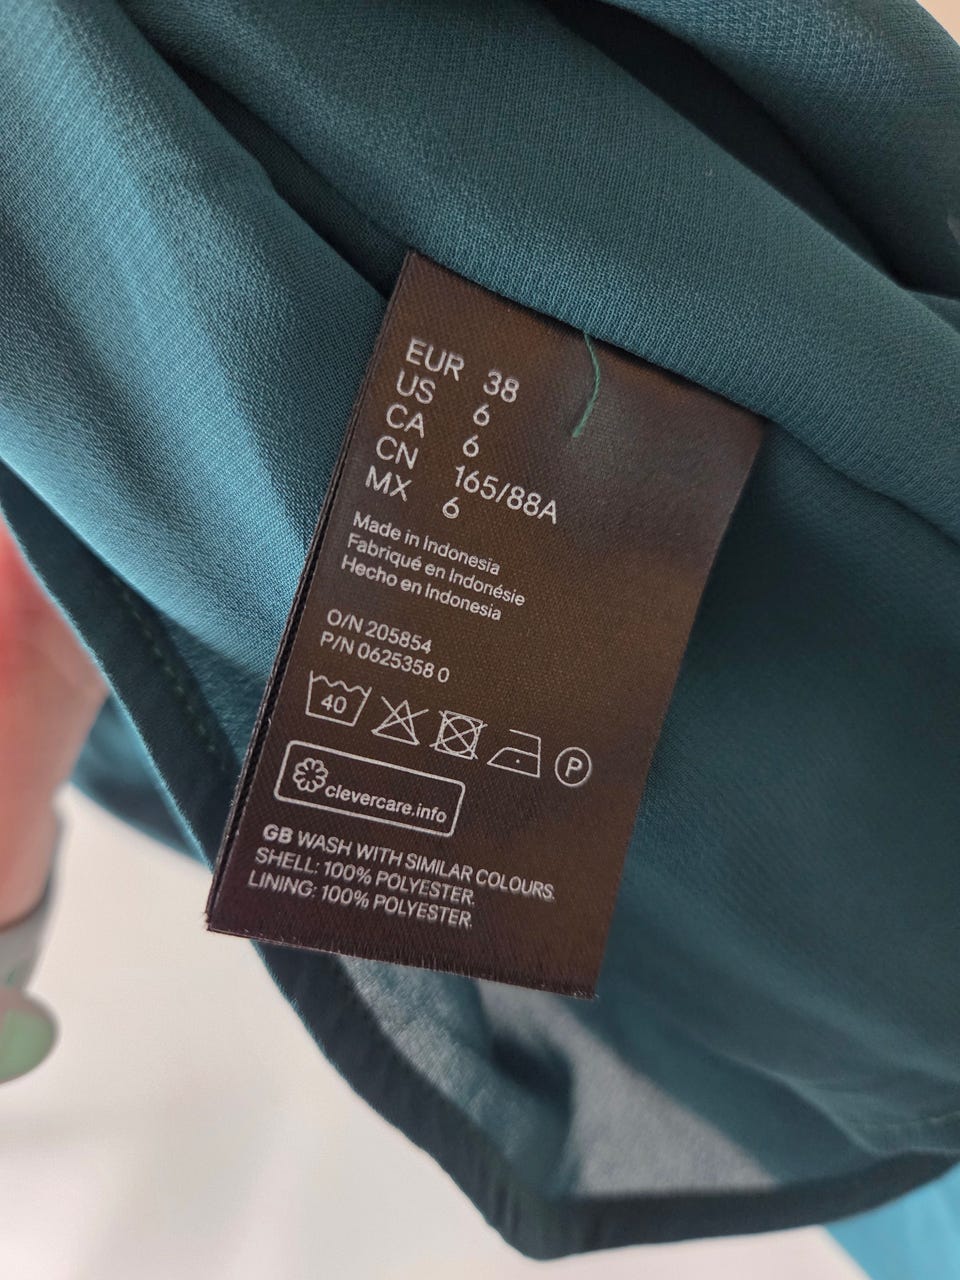 EUR 38
US 6
CA 6
CN 165/88A
MX 6
Made in Indonesia
Fabriqué en Indonésie
Hecho en Indonesia
O/N 205854
P/N 0625358 0
40 P
clevercare.info
GB WASH WITH SIMILAR COLOURS.
SHELL: 100% POLYESTER.
LINING: 100% POLYESTER.